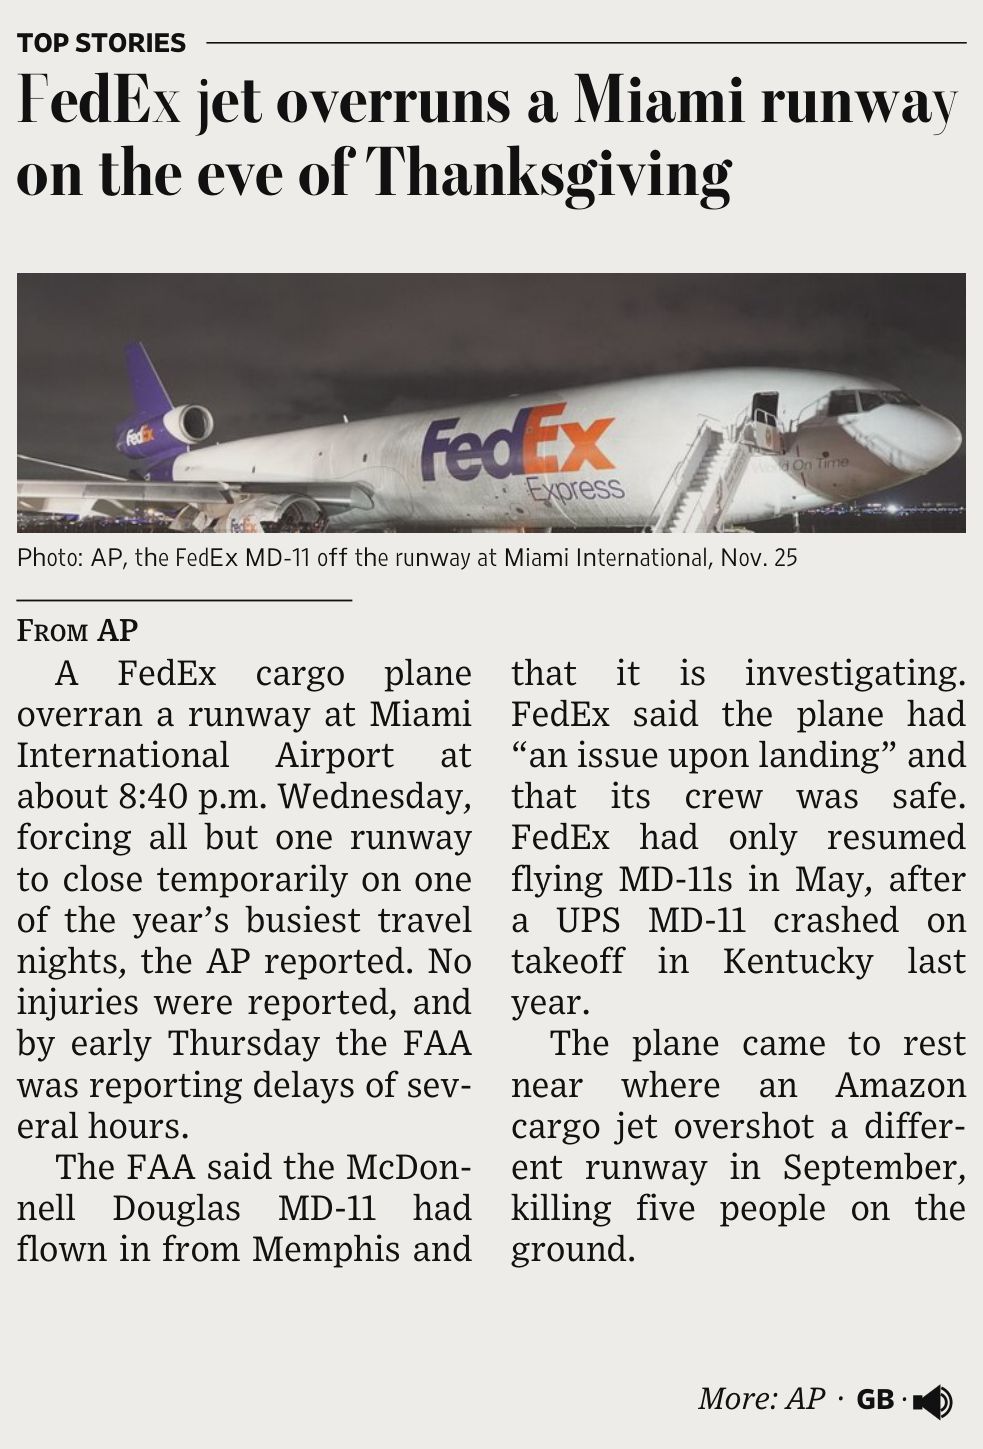 TOP STORIES
FedEx jet overruns a Miami runway
on the eve of Thanksgiving
FedEx
FedEx
Express
World On Time
FedEx
Photo: AP, the FedEx MD-11 off the runway at Miami International, Nov. 25
FROM AP
A FedEx cargo plane
overran a runway at Miami
International Airport at
about 8:40 p.m. Wednesday,
forcing all but one runway
to close temporarily on one
of the year’s busiest travel
nights, the AP reported. No
injuries were reported, and
by early Thursday the FAA
was reporting delays of sev-
eral hours.
The FAA said the McDon-
nell Douglas MD-11 had
flown in from Memphis and
that it is investigating.
FedEx said the plane had
“an issue upon landing” and
that its crew was safe.
FedEx had only resumed
flying MD-11s in May, after
a UPS MD-11 crashed on
takeoff in Kentucky last
year.
The plane came to rest
near where an Amazon
cargo jet overshot a differ-
ent runway in September,
killing five people on the
ground.
More: AP · GB ·